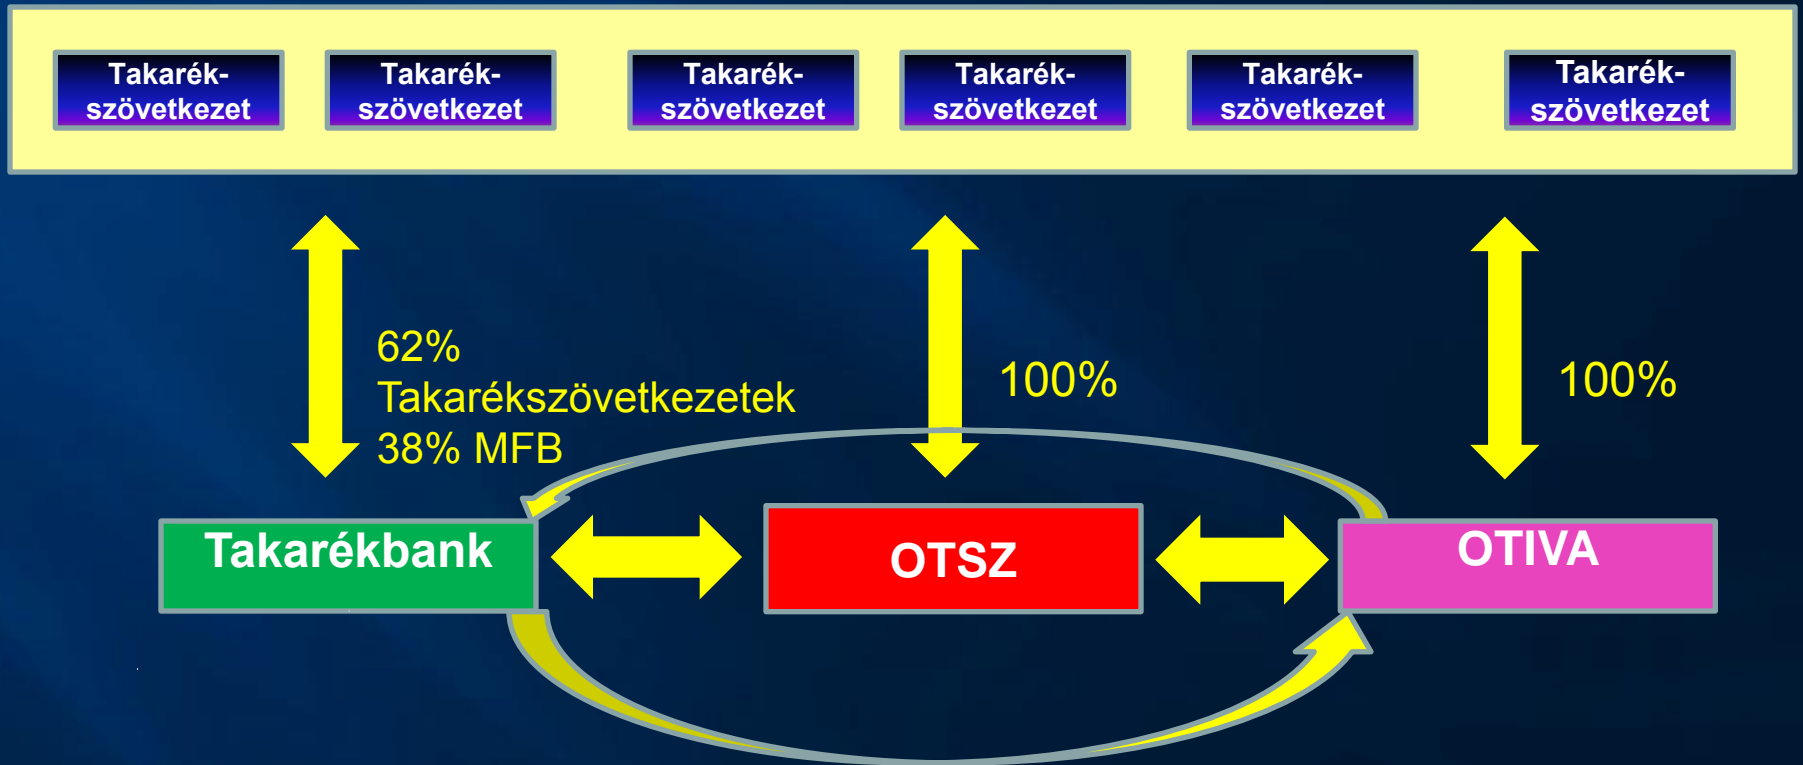 Takarék-
szövetkezet
Takarék-
szövetkezet
Takarék-
szövetkezet
Takarék-
szövetkezet
Takarék-
szövetkezet
Takarék-
szövetkezet
62%
Takarékszövetkezetek
38% MFB
100%
100%
Takarékbank
OTSZ
OTIVA